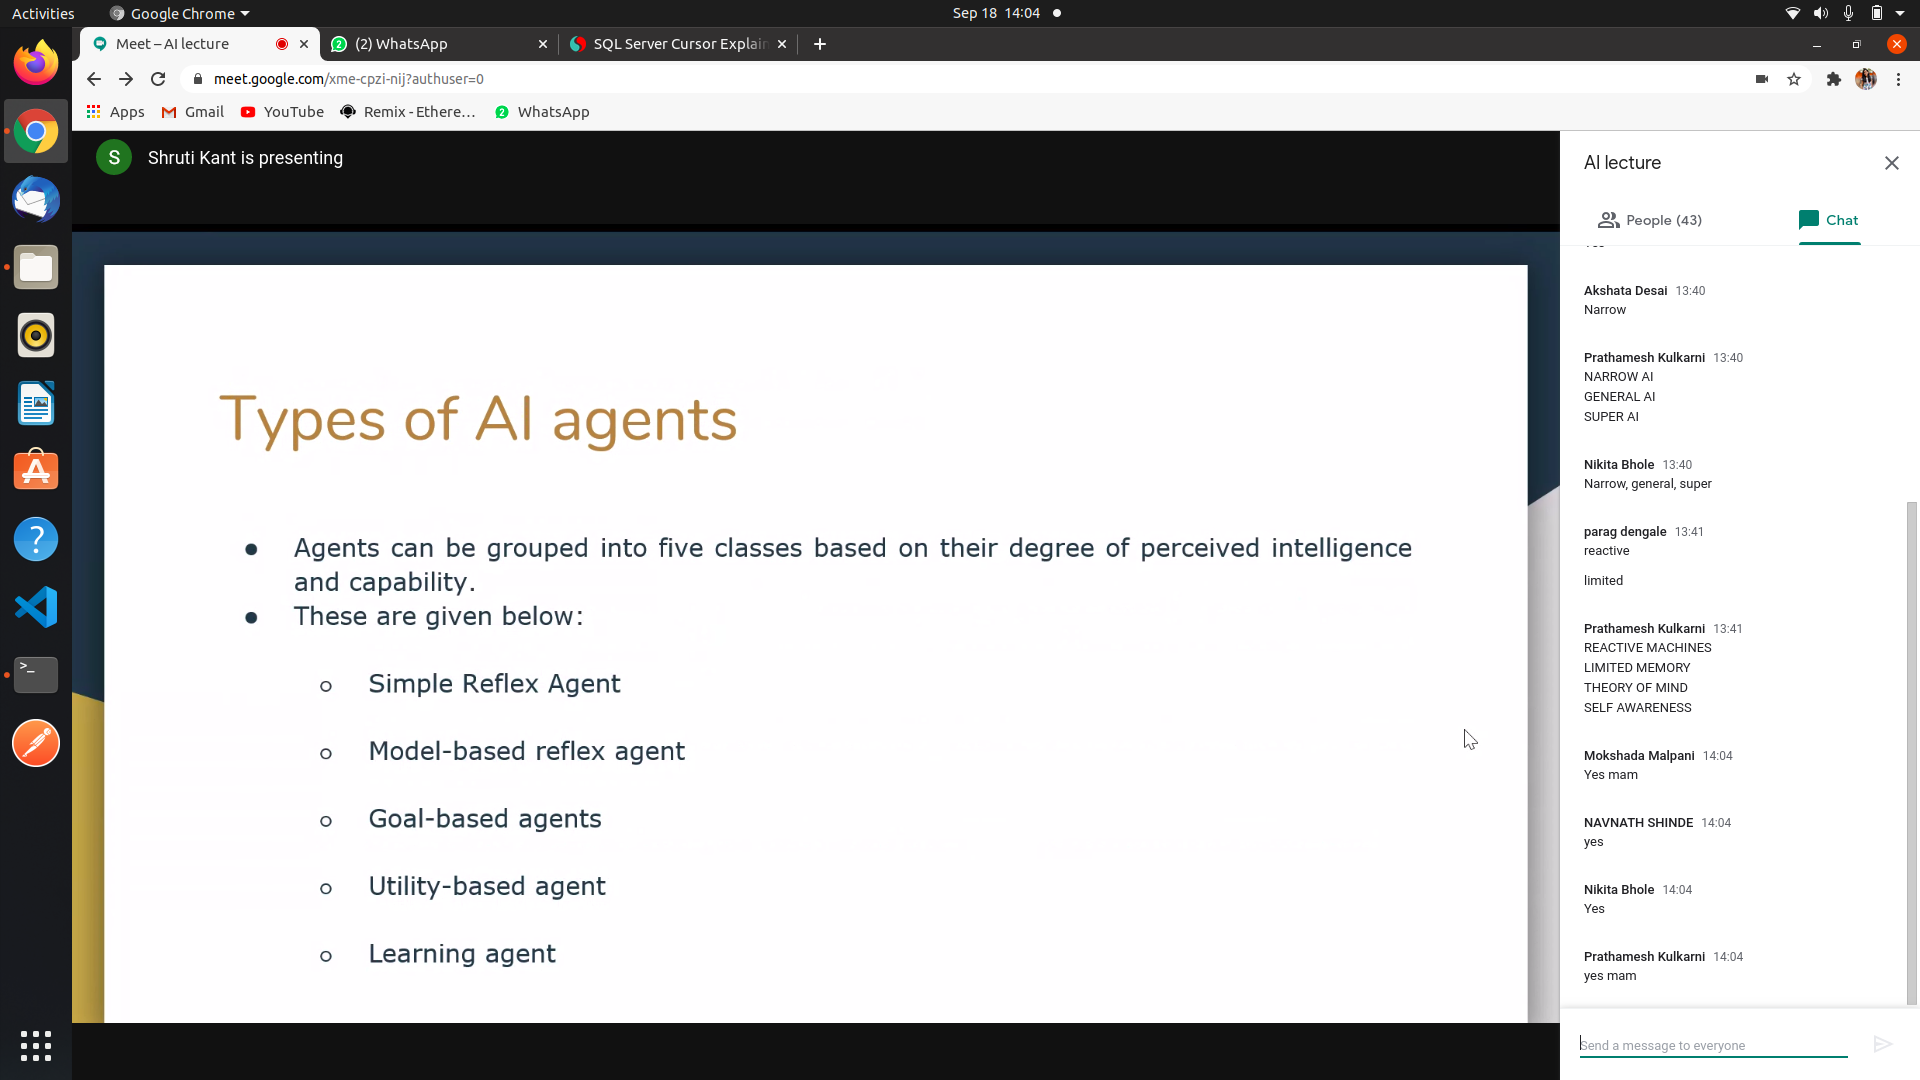 Activities
Google Chrome
Sep 18 14:04
Meet – AI lecture
(2) WhatsApp
SQL Server Cursor Explain
meet.google.com/xme-cpzi-nij?authuser=0
Apps
Gmail
YouTube
Remix - Ethere...
WhatsApp
S
Shruti Kant is presenting
Types of AI agents
● Agents can be grouped into five classes based on their degree of perceived intelligence
and capability.
● These are given below:
○ Simple Reflex Agent
○ Model-based reflex agent
○ Goal-based agents
○ Utility-based agent
○ Learning agent
AI lecture
People (43)
Chat
Akshata Desai 13:40
Narrow
Prathamesh Kulkarni 13:40
NARROW AI
GENERAL AI
SUPER AI
Nikita Bhole 13:40
Narrow, general, super
parag dengale 13:41
reactive
limited
Prathamesh Kulkarni 13:41
REACTIVE MACHINES
LIMITED MEMORY
THEORY OF MIND
SELF AWARENESS
Mokshada Malpani 14:04
Yes mam
NAVNATH SHINDE 14:04
yes
Nikita Bhole 14:04
Yes
Prathamesh Kulkarni 14:04
yes mam
Send a message to everyone